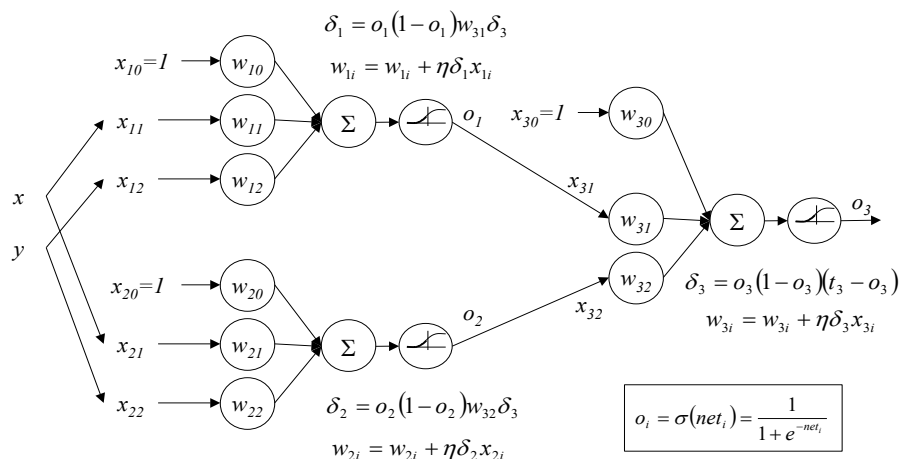 δ₁ = o₁(1−o₁)w₃₁δ₃
w₁ᵢ = w₁ᵢ + ηδ₁x₁ᵢ
x₁₀=1
w₁₀
x₁₁
w₁₁
x₁₂
w₁₂
Σ
o₁
x₃₀=1
w₃₀
x
y
x₃₁
w₃₁
Σ
o₃
x₂₀=1
w₂₀
w₃₂
x₃₂
δ₃ = o₃(1−o₃)(t₃−o₃)
w₃ᵢ = w₃ᵢ + ηδ₃x₃ᵢ
x₂₁
w₂₁
Σ
o₂
x₂₂
w₂₂
δ₂ = o₂(1−o₂)w₃₂δ₃
w₂ᵢ = w₂ᵢ + ηδ₂x₂ᵢ
oᵢ = σ(netᵢ) = 1 / (1 + e^(−netᵢ))